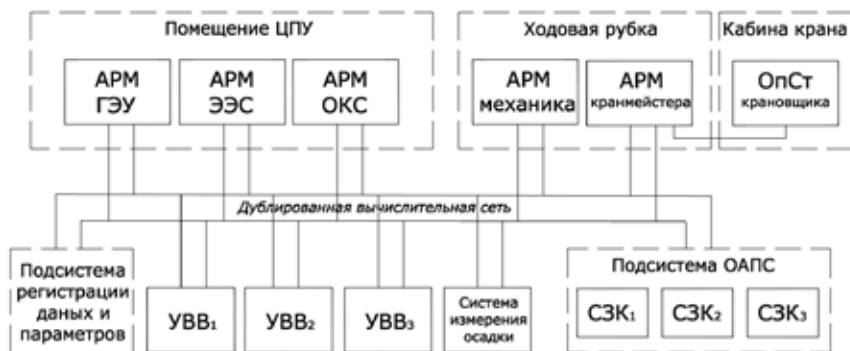 Помещение ЦПУ
Ходовая рубка
Кабина крана
АРМ
ГЭУ
АРМ
ЭЭС
АРМ
ОКС
АРМ
механика
АРМ
кранмейстера
ОпСт
крановщика
Дублированная вычислительная сеть
Подсистема
регистрации
даных и
параметров
УВВ₁
УВВ₂
УВВ₃
Система
измерения
осадки
Подсистема ОАПС
СЗК₁
СЗК₂
СЗК₃